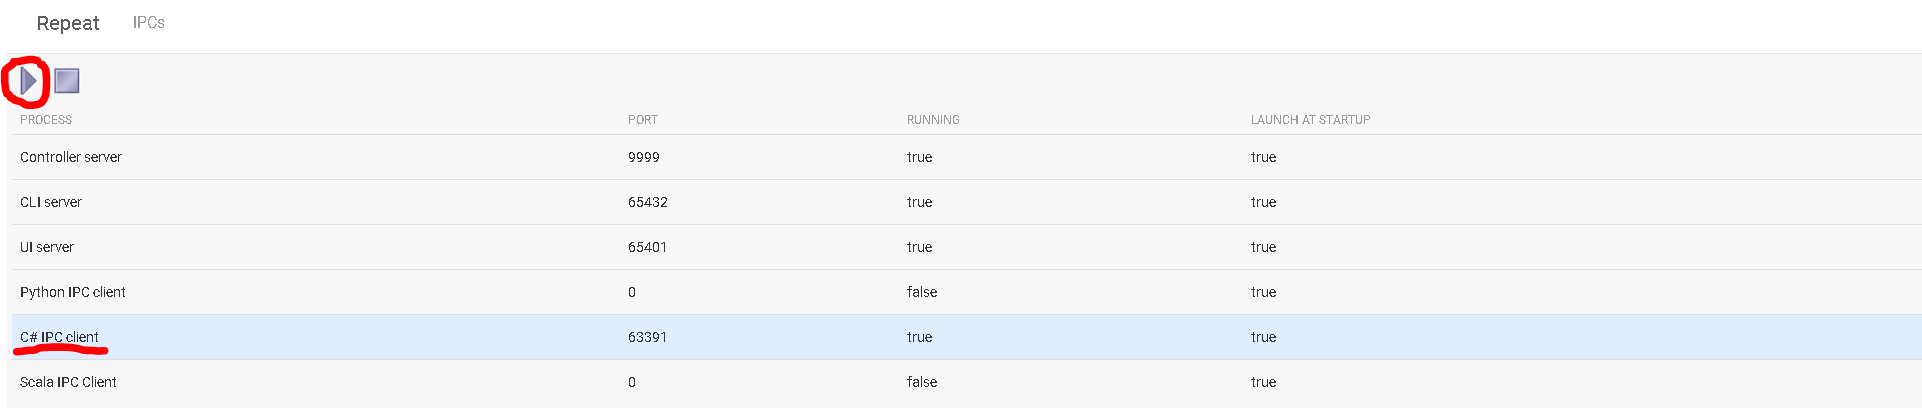 Repeat IPCs
PROCESS PORT RUNNING LAUNCH AT STARTUP
Controller server 9999 true true
CLI server 65432 true true
UI server 65401 true true
Python IPC client 0 false true
C# IPC client 63391 true true
Scala IPC Client 0 false true